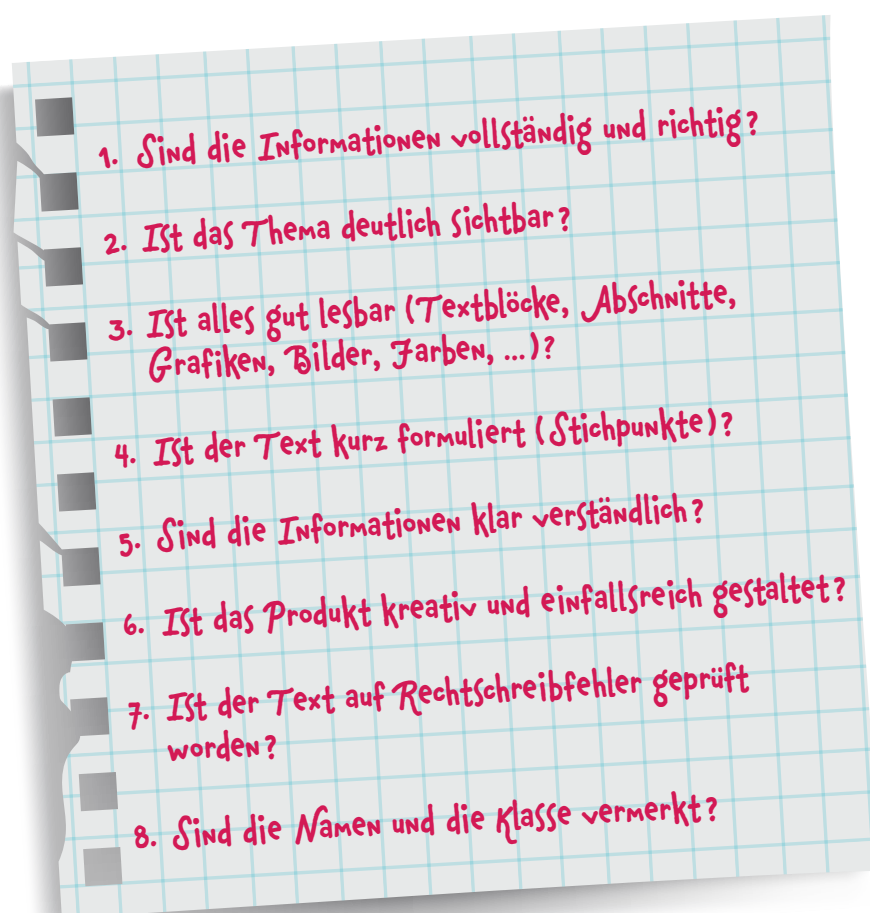 1. Sind die Informationen vollständig und richtig?
2. Ist das Thema deutlich sichtbar?
3. Ist alles gut lesbar (Textblöcke, Abschnitte,
Grafiken, Bilder, Farben, ...)?
4. Ist der Text kurz formuliert (Stichpunkte)?
5. Sind die Informationen klar verständlich?
6. Ist das Produkt kreativ und einfallsreich gestaltet?
7. Ist der Text auf Rechtschreibfehler geprüft
worden?
8. Sind die Namen und die Klasse vermerkt?